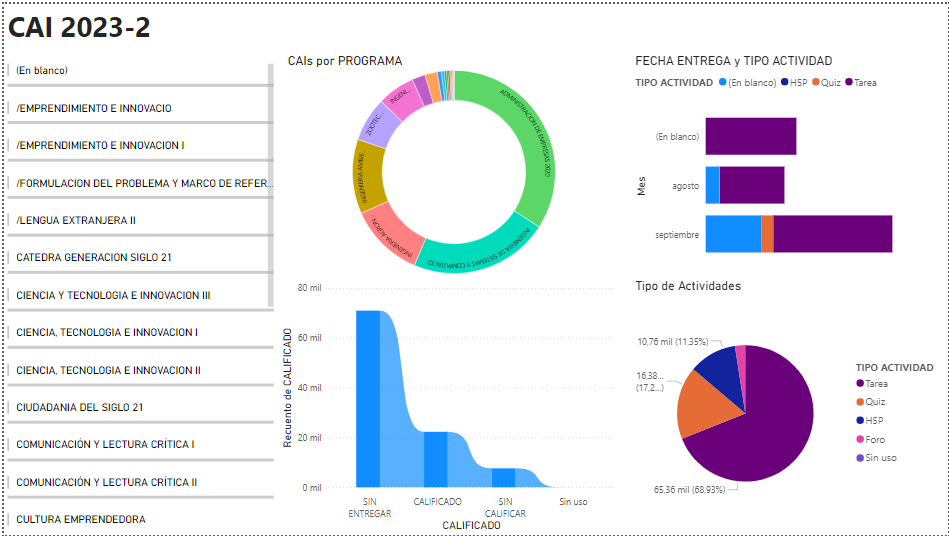 CAI 2023-2
(En blanco)
/EMPRENDIMIENTO E INNOVACIO
/EMPRENDIMIENTO E INNOVACION I
/FORMULACION DEL PROBLEMA Y MARCO DE REFER...
/LENGUA EXTRANJERA II
CATEDRA GENERACION SIGLO 21
CIENCIA Y TECNOLOGIA E INNOVACION III
CIENCIA, TECNOLOGIA E INNOVACION I
CIENCIA, TECNOLOGIA E INNOVACION II
CIUDADANIA DEL SIGLO 21
COMUNICACIÓN Y LECTURA CRÍTICA I
COMUNICACIÓN Y LECTURA CRÍTICA II
CULTURA EMPRENDEDORA
CAIs por PROGRAMA
ADMINISTRACION DE EMPRESAS 2020
INGENIERIA DE SISTEMAS Y COMPUTACIO...
INGENIERIA AGRON...
INGENIERIA AMBIE...
ZOOTEC...
INGENI...
80 mil
60 mil
40 mil
20 mil
0 mil
Recuento de CALIFICADO
SIN
ENTREGAR
CALIFICADO
SIN
CALIFICAR
Sin uso
CALIFICADO
FECHA ENTREGA y TIPO ACTIVIDAD
TIPO ACTIVIDAD (En blanco) H5P Quiz Tarea
Mes
(En blanco)
agosto
septiembre
Tipo de Actividades
10,76 mil (11,35%)
16,38...
(17,2...)
65,36 mil (68,93%)
TIPO ACTIVIDAD
Tarea
Quiz
H5P
Foro
Sin uso